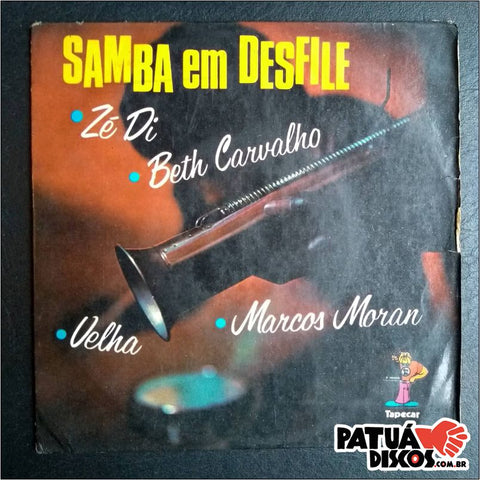 SAMBA em DESFILE
Zé Di
Beth Carvalho
Velha
Marcos Moran
Tapecar
PATUÁ
DISCOS.COM.BR